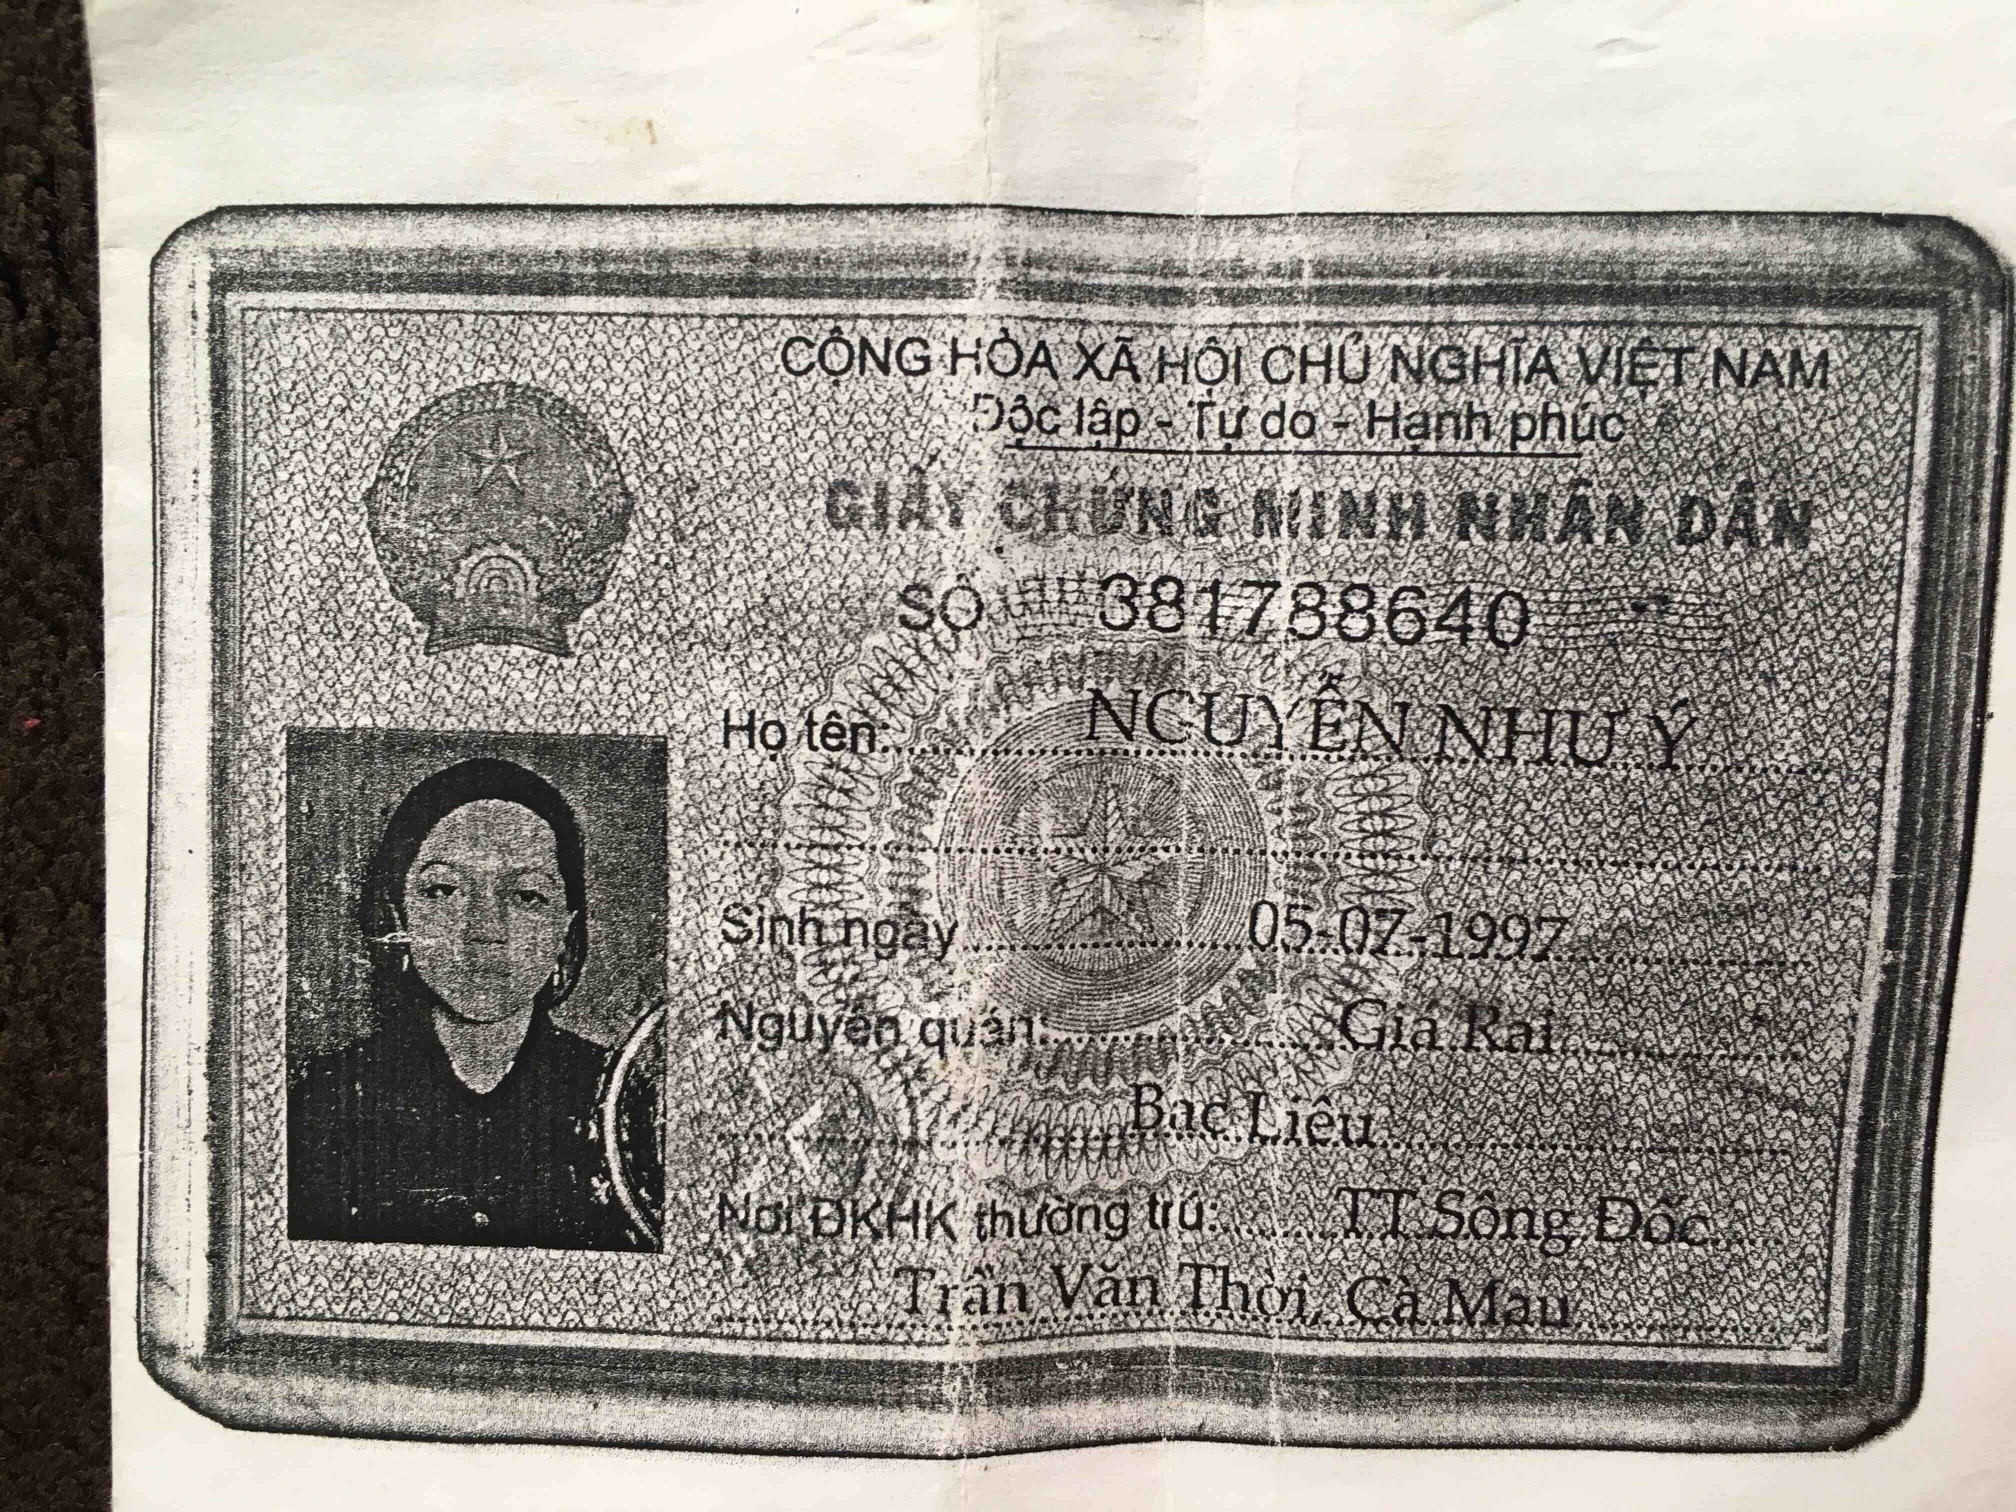 CỘNG HÒA XÃ HỘI CHỦ NGHĨA VIỆT NAM
Độc lập - Tự do - Hạnh phúc
GIẤY CHỨNG MINH NHÂN DÂN
SỐ 381788640
Họ tên: NGUYỄN NHƯ Ý
Sinh ngày 05-07-1997
Nguyên quán: Giá Rai
Bạc Liêu
Nơi ĐKHK thường trú: TT Sông Đốc
Trần Văn Thời, Cà Mau